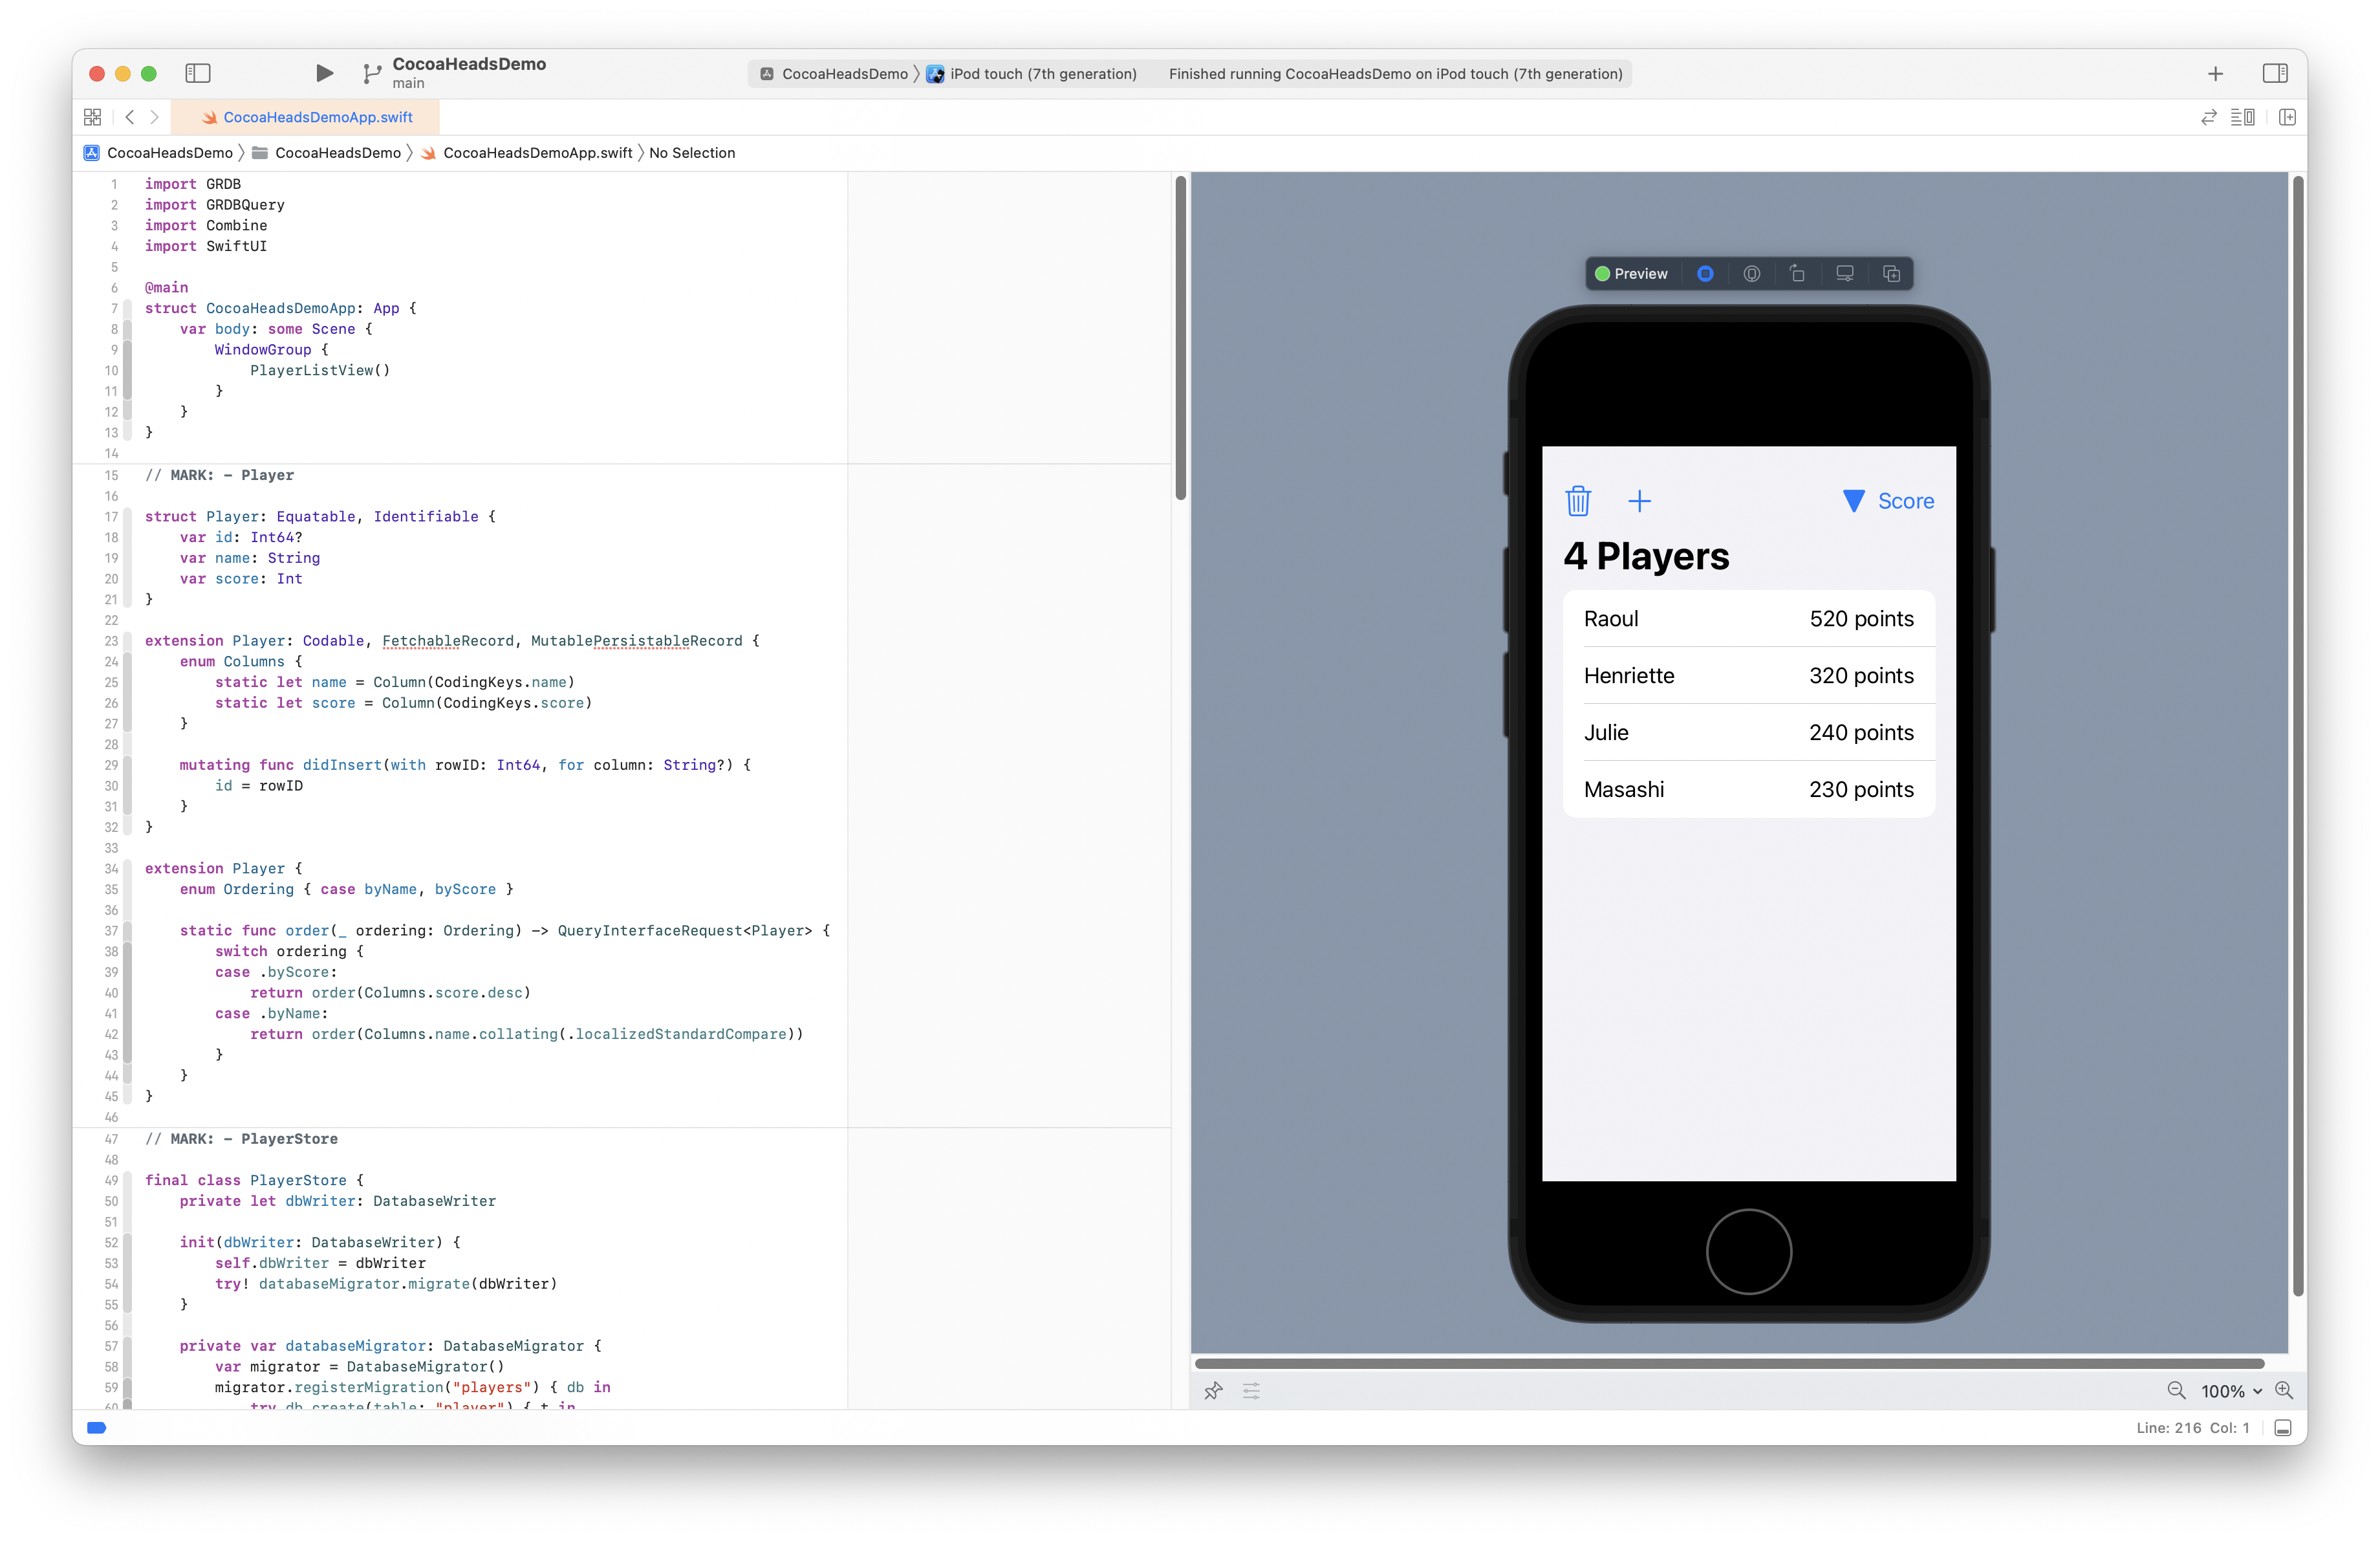 CocoaHeadsDemo
main
CocoaHeadsDemo iPod touch (7th generation) Finished running CocoaHeadsDemo on iPod touch (7th generation)
CocoaHeadsDemoApp.swift
CocoaHeadsDemo CocoaHeadsDemo CocoaHeadsDemoApp.swift No Selection
1 import GRDB
2 import GRDBQuery
3 import Combine
4 import SwiftUI
5
6 @main
7 struct CocoaHeadsDemoApp: App {
8 var body: some Scene {
9 WindowGroup {
10 PlayerListView()
11 }
12 }
13 }
14
15 // MARK: - Player
16
17 struct Player: Equatable, Identifiable {
18 var id: Int64?
19 var name: String
20 var score: Int
21 }
22
23 extension Player: Codable, FetchableRecord, MutablePersistableRecord {
24 enum Columns {
25 static let name = Column(CodingKeys.name)
26 static let score = Column(CodingKeys.score)
27 }
28
29 mutating func didInsert(with rowID: Int64, for column: String?) {
30 id = rowID
31 }
32 }
33
34 extension Player {
35 enum Ordering { case byName, byScore }
36
37 static func order(_ ordering: Ordering) -> QueryInterfaceRequest<Player> {
38 switch ordering {
39 case .byScore:
40 return order(Columns.score.desc)
41 case .byName:
42 return order(Columns.name.collating(.localizedStandardCompare))
43 }
44 }
45 }
46
47 // MARK: - PlayerStore
48
49 final class PlayerStore {
50 private let dbWriter: DatabaseWriter
51
52 init(dbWriter: DatabaseWriter) {
53 self.dbWriter = dbWriter
54 try! databaseMigrator.migrate(dbWriter)
55 }
56
57 private var databaseMigrator: DatabaseMigrator {
58 var migrator = DatabaseMigrator()
59 migrator.registerMigration("players") { db in
60 try db.create(table: "player") { t in
Preview
Score
4 Players
Raoul 520 points
Henriette 320 points
Julie 240 points
Masashi 230 points
100%
Line: 216 Col: 1